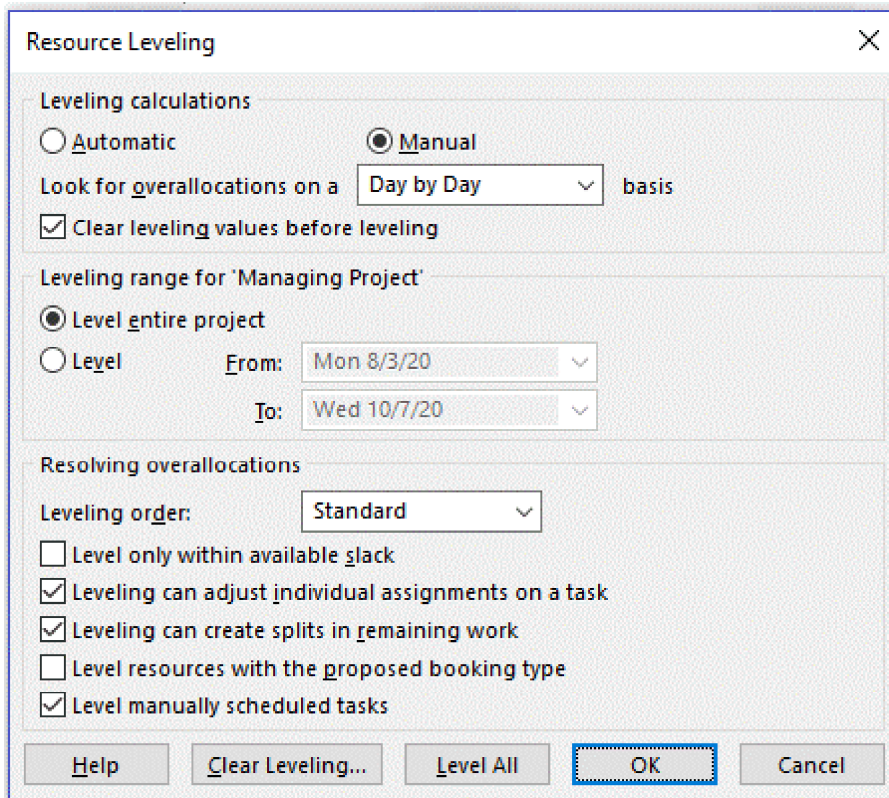 Resource Leveling
Leveling calculations
Automatic Manual
Look for overallocations on a Day by Day basis
Clear leveling values before leveling
Leveling range for 'Managing Project'
Level entire project
Level From: Mon 8/3/20
To: Wed 10/7/20
Resolving overallocations
Leveling order: Standard
Level only within available slack
Leveling can adjust individual assignments on a task
Leveling can create splits in remaining work
Level resources with the proposed booking type
Level manually scheduled tasks
Help Clear Leveling... Level All OK Cancel